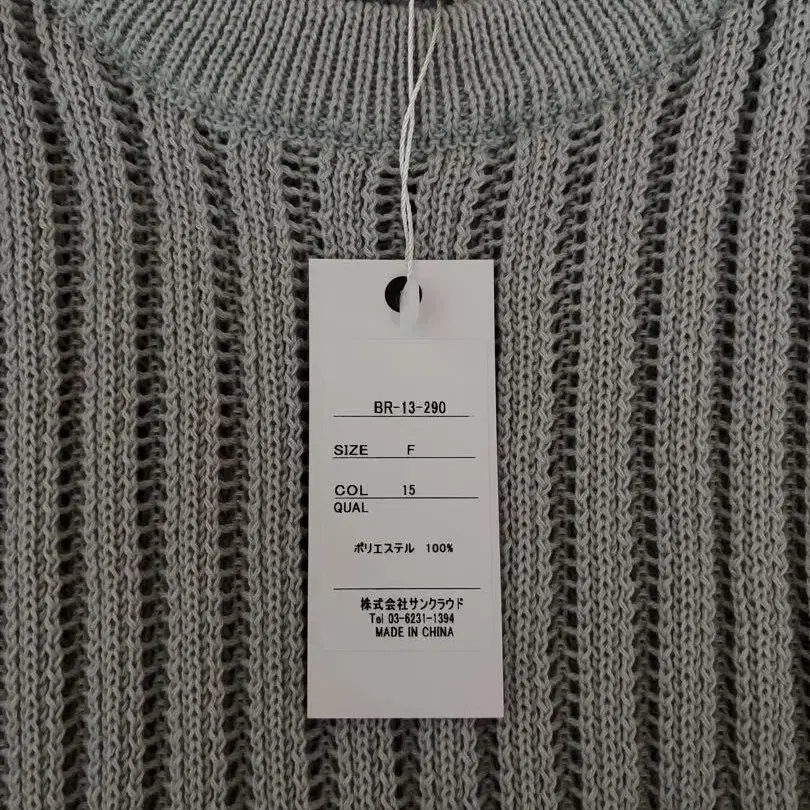 BR-13-290
SIZE F
COL 15
QUAL
ポリエステル 100%
株式会社サンクラウド
Tel 03-6231-1394
MADE IN CHINA